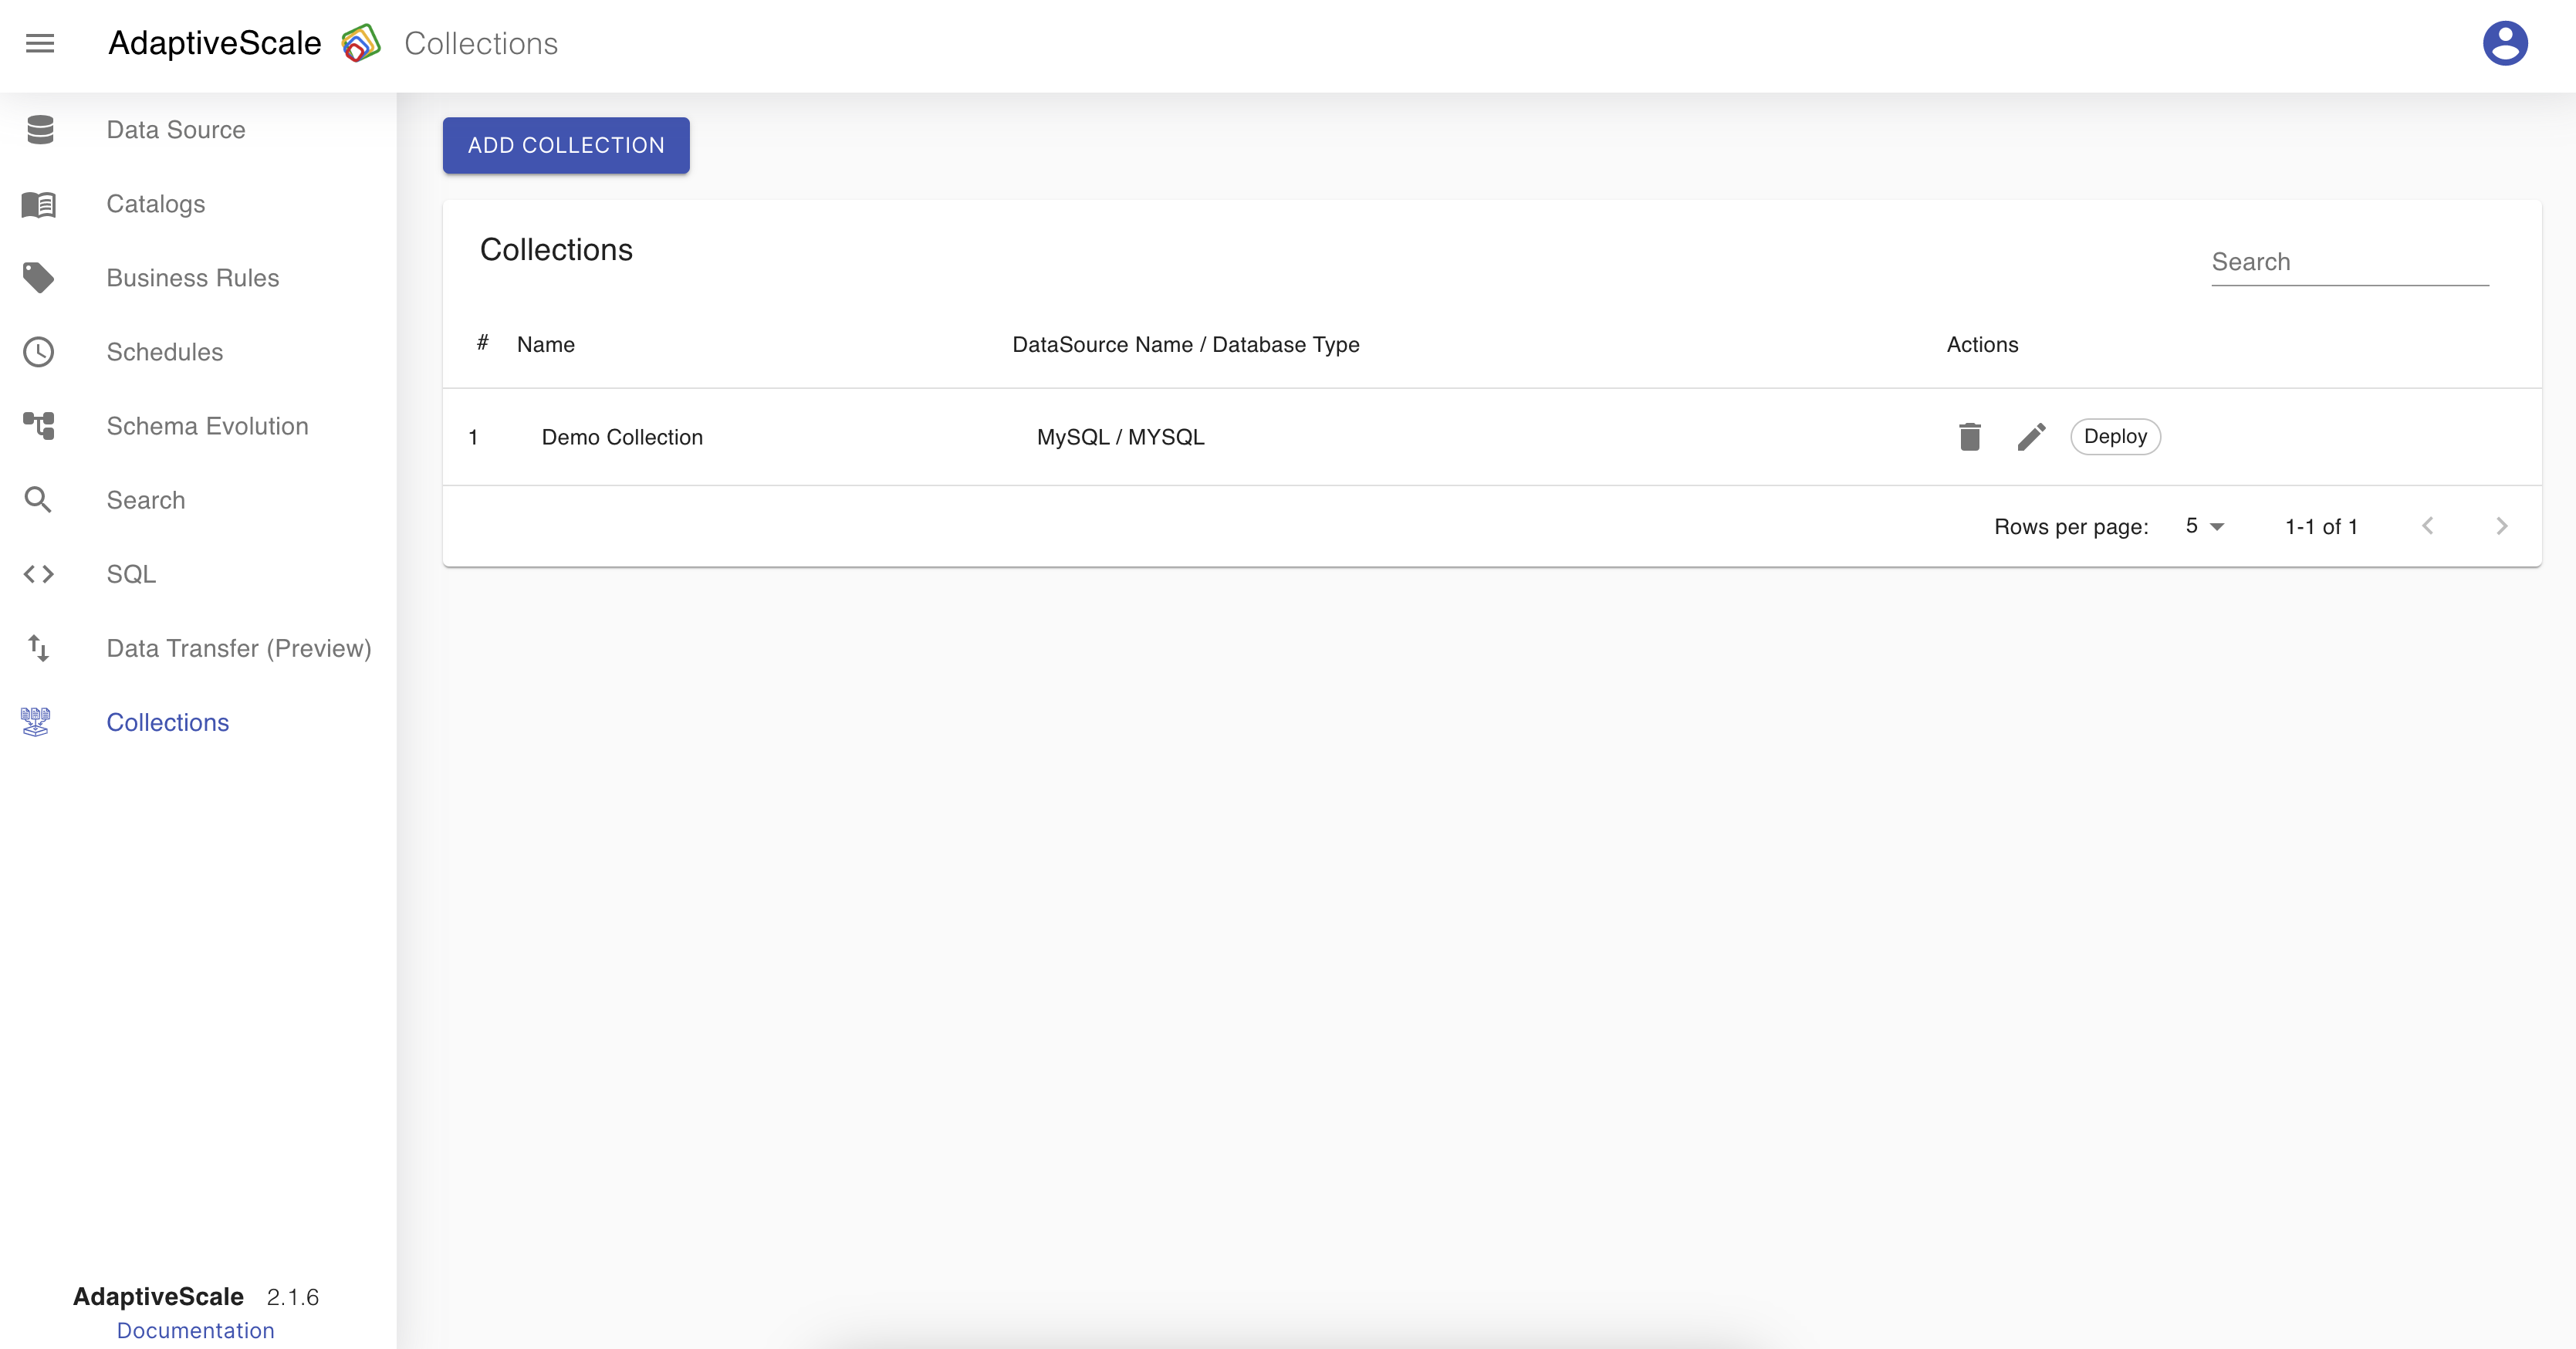 AdaptiveScale Collections
Data Source
Catalogs
Business Rules
Schedules
Schema Evolution
Search
SQL
Data Transfer (Preview)
Collections
AdaptiveScale 2.1.6
Documentation
ADD COLLECTION
Collections
Search
# Name DataSource Name / Database Type Actions
1 Demo Collection MySQL / MYSQL Deploy
Rows per page: 5 1-1 of 1